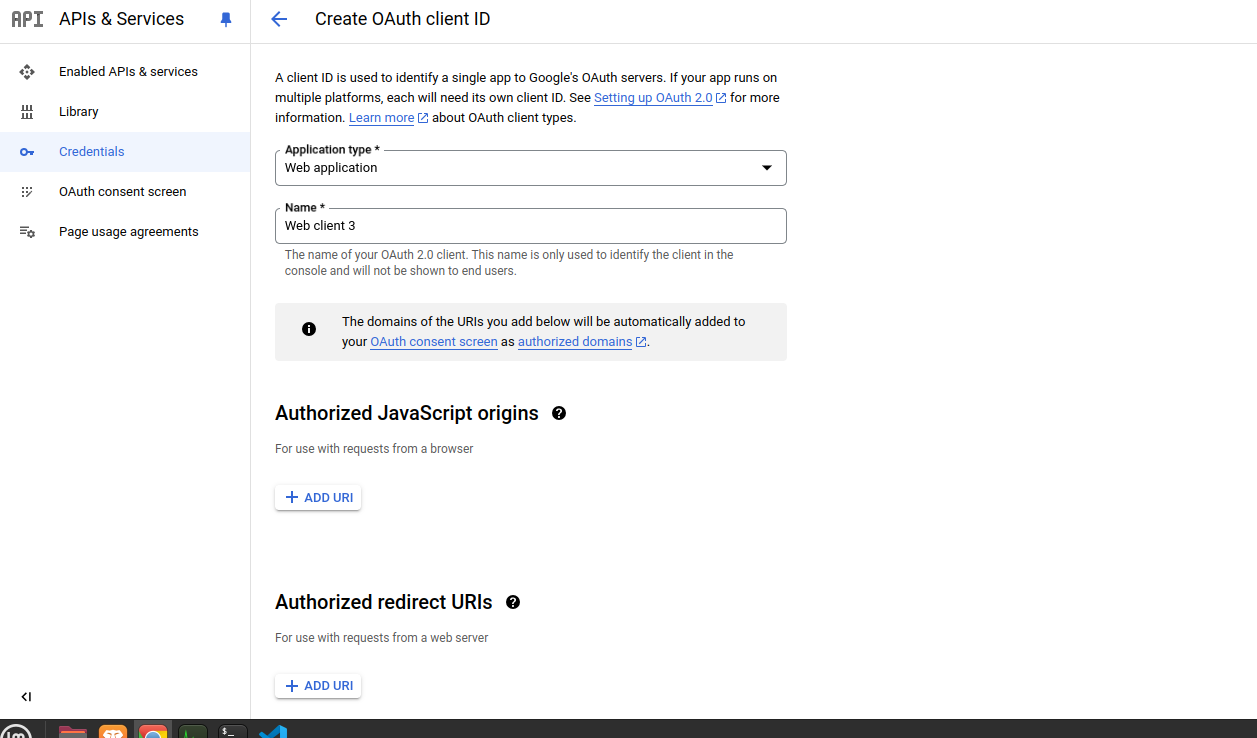 API APIs & Services
Create OAuth client ID
Enabled APIs & services
Library
Credentials
OAuth consent screen
Page usage agreements
A client ID is used to identify a single app to Google's OAuth servers. If your app runs on
multiple platforms, each will need its own client ID. See Setting up OAuth 2.0 for more
information. Learn more about OAuth client types.
Application type *
Web application
Name *
Web client 3
The name of your OAuth 2.0 client. This name is only used to identify the client in the
console and will not be shown to end users.
The domains of the URIs you add below will be automatically added to
your OAuth consent screen as authorized domains.
Authorized JavaScript origins
For use with requests from a browser
+ ADD URI
Authorized redirect URIs
For use with requests from a web server
+ ADD URI
$_